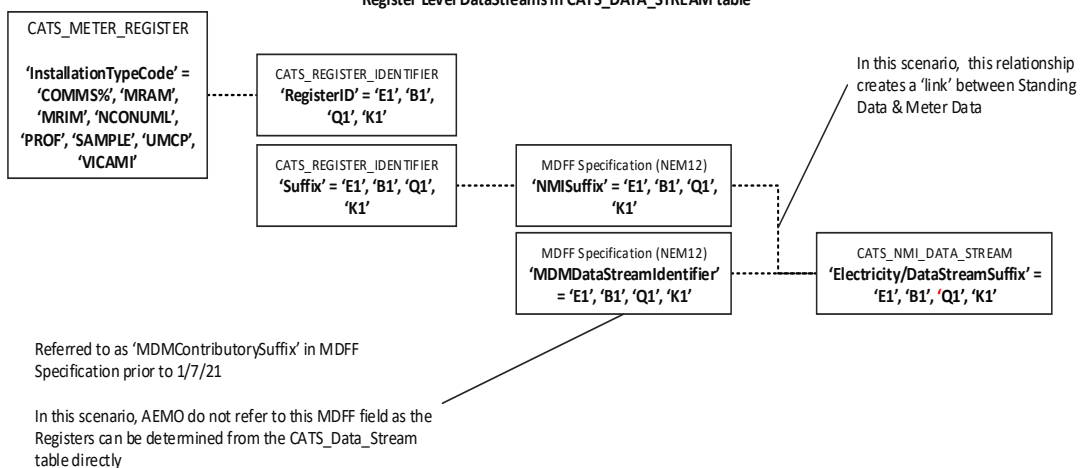 Register Level DataStreams in CATS_DATA_STREAM table
CATS_METER_REGISTER
‘InstallationTypeCode’ =
‘COMMS%’, ‘MRAM’,
‘MRIM’, ‘NCONUML’,
‘PROF’, ‘SAMPLE’, ‘UMCP’,
‘VICAMI’
CATS_REGISTER_IDENTIFIER
‘RegisterID’ = ‘E1’, ‘B1’,
‘Q1’, ‘K1’
CATS_REGISTER_IDENTIFIER
‘Suffix’ = ‘E1’, ‘B1’, ‘Q1’,
‘K1’
MDFF Specification (NEM12)
‘NMISuffix’ = ‘E1’, ‘B1’, ‘Q1’,
‘K1’
MDFF Specification (NEM12)
‘MDMDataStreamIdentifier’
= ‘E1’, ‘B1’, ‘Q1’, ‘K1’
In this scenario, this relationship
creates a ‘link’ between Standing
Data & Meter Data
CATS_NMI_DATA_STREAM
‘Electricity/DataStreamSuffix’ =
‘E1’, ‘B1’, ‘Q1’, ‘K1’
Referred to as ‘MDMContributorySuffix’ in MDFF
Specification prior to 1/7/21
In this scenario, AEMO do not refer to this MDFF field as the
Registers can be determined from the CATS_Data_Stream
table directly